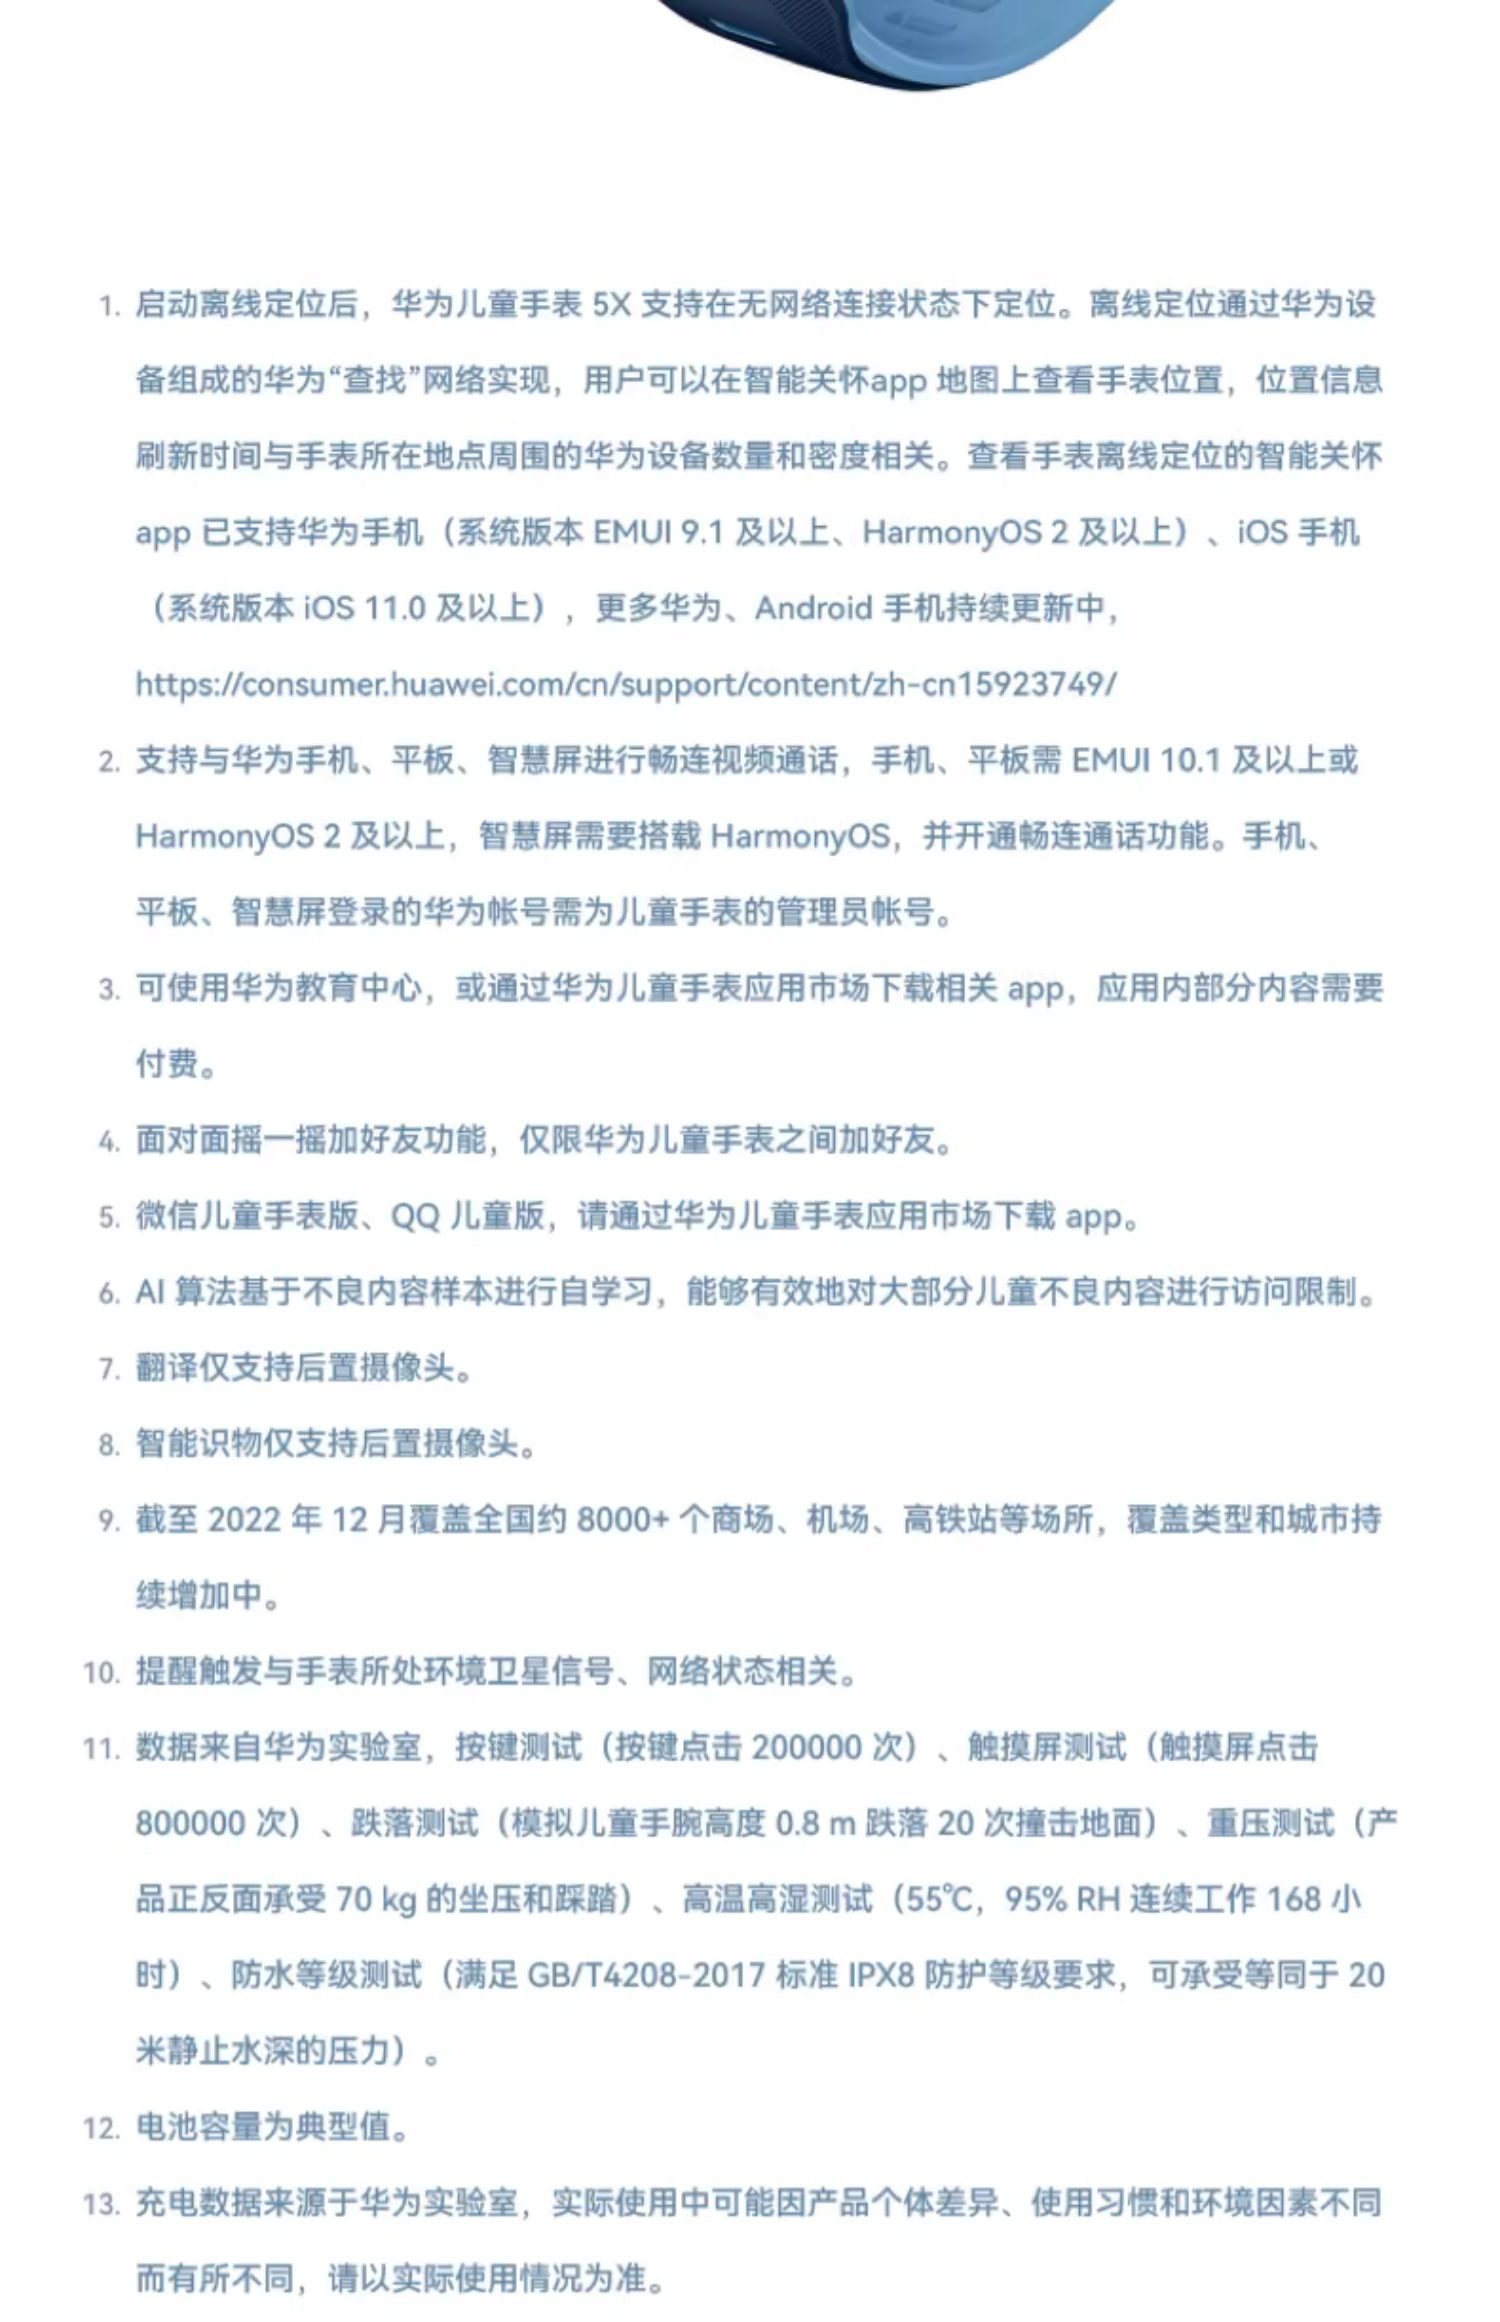 1. 启动离线定位后，华为儿童手表 5X 支持在无网络连接状态下定位。离线定位通过华为设
备组成的华为“查找”网络实现，用户可以在智能关怀app 地图上查看手表位置，位置信息
刷新时间与手表所在地点周围的华为设备数量和密度相关。查看手表离线定位的智能关怀
app 已支持华为手机（系统版本 EMUI 9.1 及以上、HarmonyOS 2 及以上）、iOS 手机
（系统版本 iOS 11.0 及以上），更多华为、Android 手机持续更新中，
https://consumer.huawei.com/cn/support/content/zh-cn15923749/
2. 支持与华为手机、平板、智慧屏进行畅连视频通话，手机、平板需 EMUI 10.1 及以上或
HarmonyOS 2 及以上，智慧屏需要搭载 HarmonyOS，并开通畅连通话功能。手机、
平板、智慧屏登录的华为帐号需为儿童手表的管理员帐号。
3. 可使用华为教育中心，或通过华为儿童手表应用市场下载相关 app，应用内部分内容需要
付费。
4. 面对面摇一摇加好友功能，仅限华为儿童手表之间加好友。
5. 微信儿童手表版、QQ 儿童版，请通过华为儿童手表应用市场下载 app。
6. AI 算法基于不良内容样本进行自学习，能够有效地对大部分儿童不良内容进行访问限制。
7. 翻译仅支持后置摄像头。
8. 智能识物仅支持后置摄像头。
9. 截至 2022 年 12 月覆盖全国约 8000+ 个商场、机场、高铁站等场所，覆盖类型和城市持
续增加中。
10. 提醒触发与手表所处环境卫星信号、网络状态相关。
11. 数据来自华为实验室，按键测试（按键点击 200000 次）、触摸屏测试（触摸屏点击
800000 次）、跌落测试（模拟儿童手腕高度 0.8 m 跌落 20 次撞击地面）、重压测试（产
品正反面承受 70 kg 的坐压和踩踏）、高温高湿测试（55℃，95% RH 连续工作 168 小
时）、防水等级测试（满足 GB/T4208-2017 标准 IPX8 防护等级要求，可承受等同于 20
米静止水深的压力）。
12. 电池容量为典型值。
13. 充电数据来源于华为实验室，实际使用中可能因产品个体差异、使用习惯和环境因素不同
而有所不同，请以实际使用情况为准。